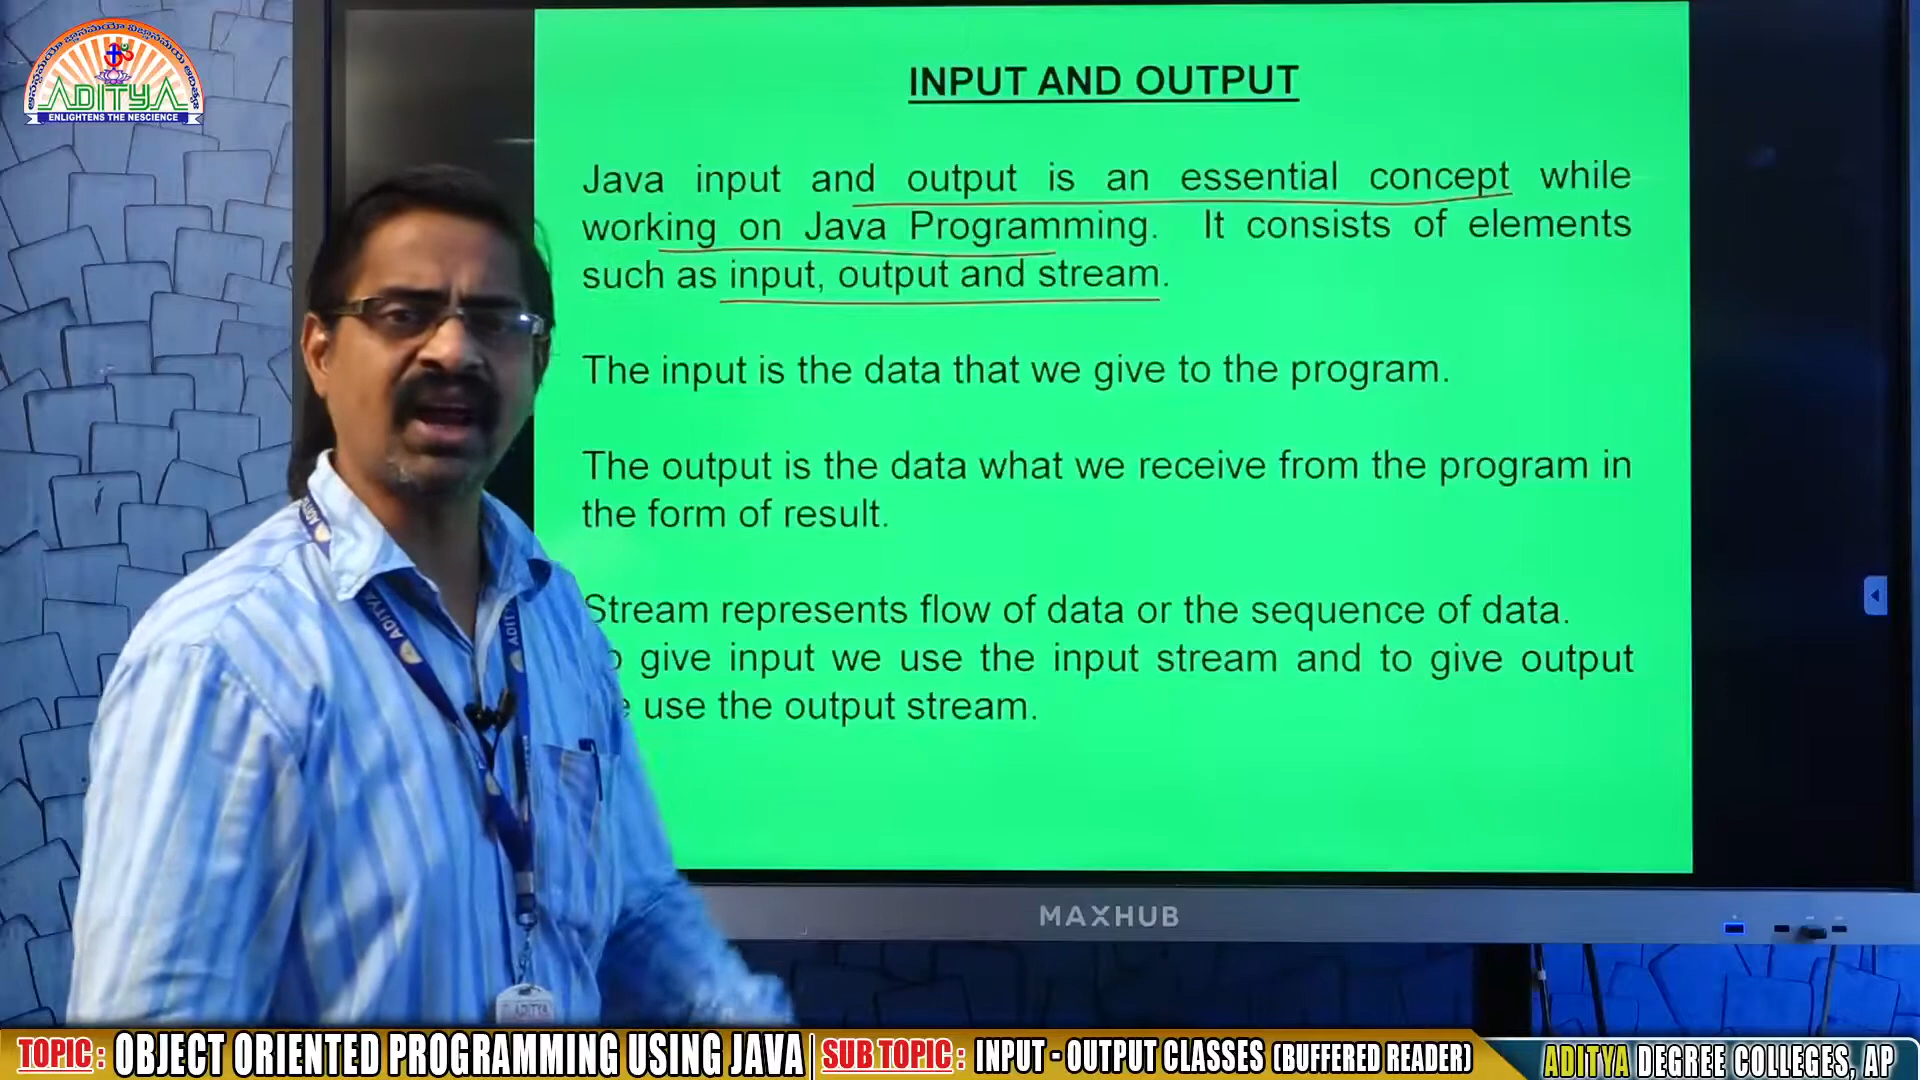 ADITYA
ENLIGHTENS THE NESCIENCE
INPUT AND OUTPUT
Java input and output is an essential concept while
working on Java Programming. It consists of elements
such as input, output and stream.
The input is the data that we give to the program.
The output is the data what we receive from the program in
the form of result.
Stream represents flow of data or the sequence of data.
give input we use the input stream and to give output
use the output stream.
MAXHUB
ADITYA
ADITYA
TOPIC : OBJECT ORIENTED PROGRAMMING USING JAVA | SUB TOPIC : INPUT - OUTPUT CLASSES (BUFFERED READER)
ADITYA DEGREE COLLEGES, AP